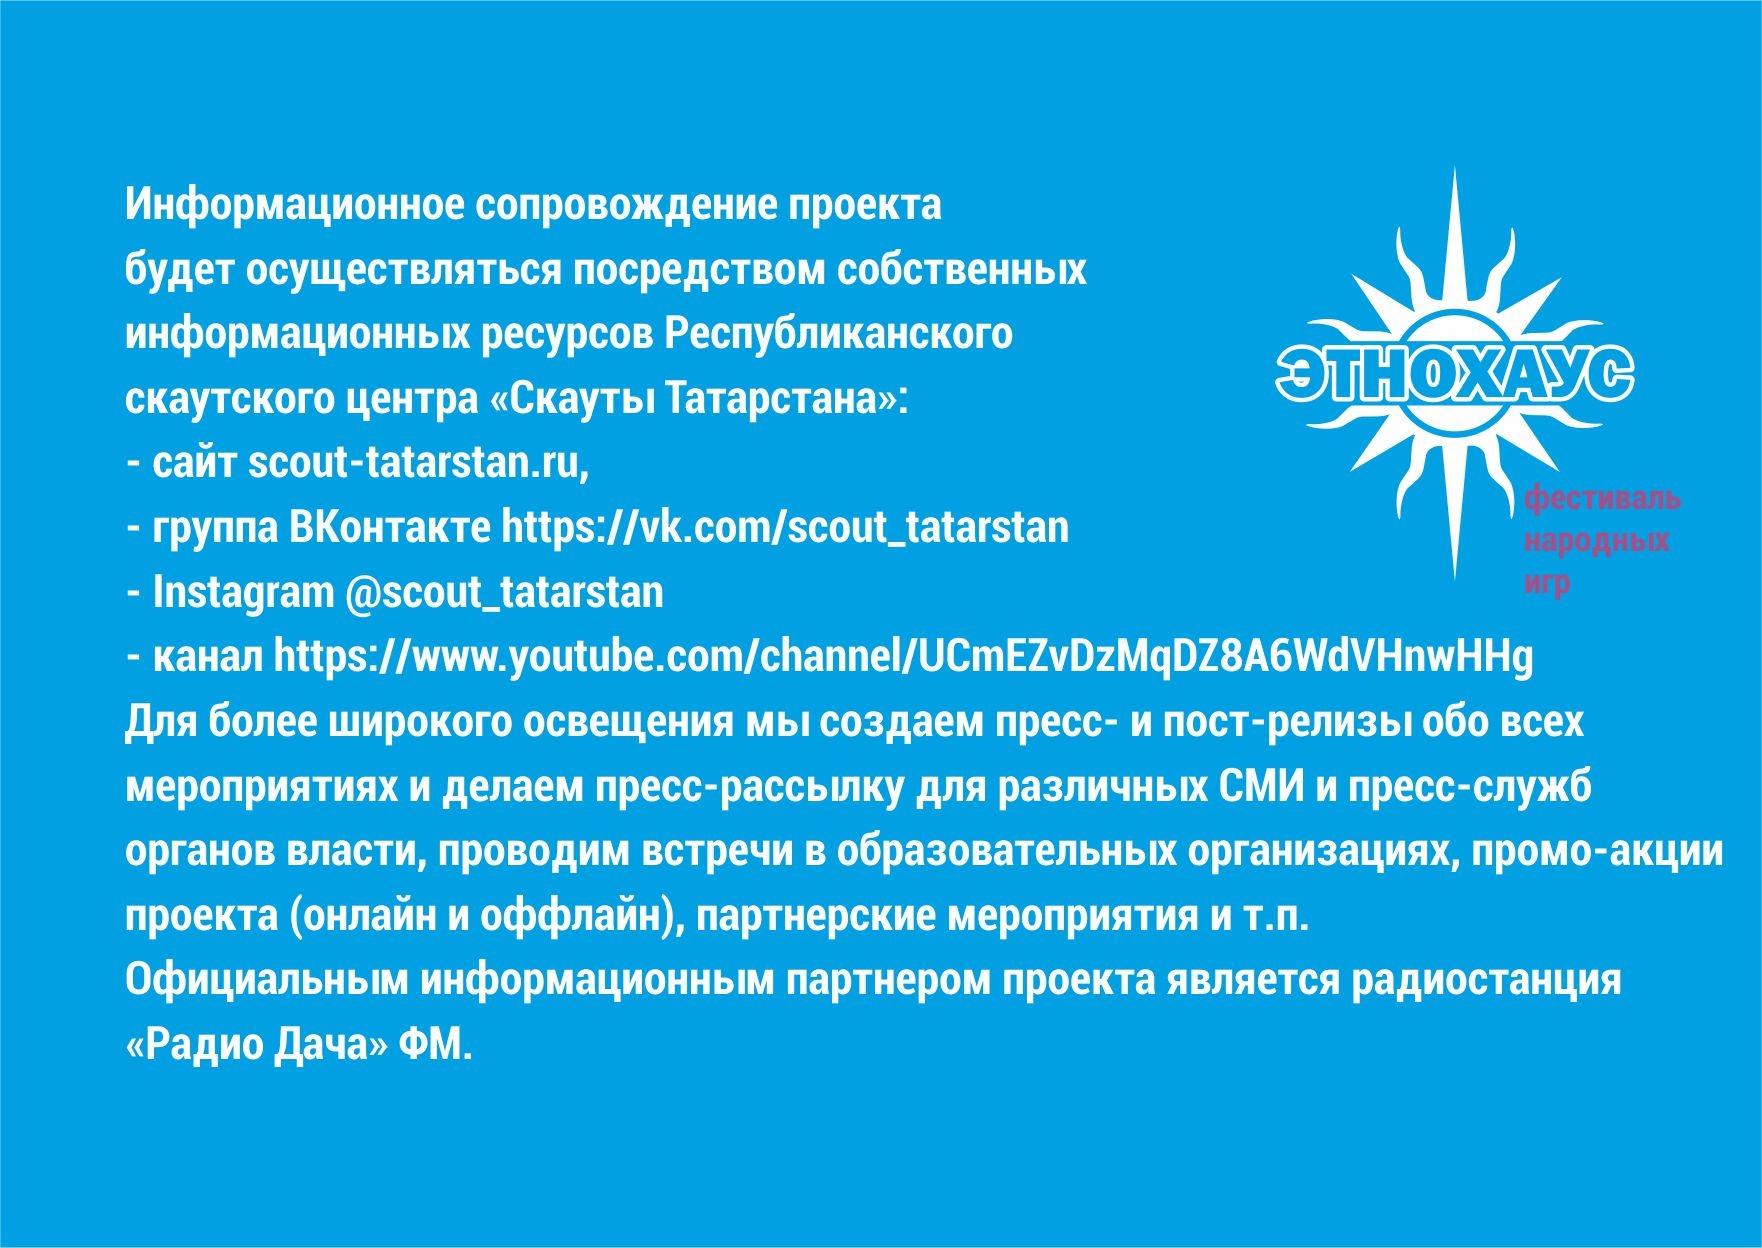 Информационное сопровождение проекта
будет осуществляться посредством собственных
информационных ресурсов Республиканского
скаутского центра «Скауты Татарстана»:
- сайт scout-tatarstan.ru,
- группа ВКонтакте https://vk.com/scout_tatarstan
- Instagram @scout_tatarstan
- канал https://www.youtube.com/channel/UCmEZvDzMqDZ8A6WdVHnwHHg
Для более широкого освещения мы создаем пресс- и пост-релизы обо всех
мероприятиях и делаем пресс-рассылку для различных СМИ и пресс-служб
органов власти, проводим встречи в образовательных организациях, промо-акции
проекта (онлайн и оффлайн), партнерские мероприятия и т.п.
Официальным информационным партнером проекта является радиостанция
«Радио Дача» ФМ.
ЭТНОХАУС
фестиваль
народных
игр